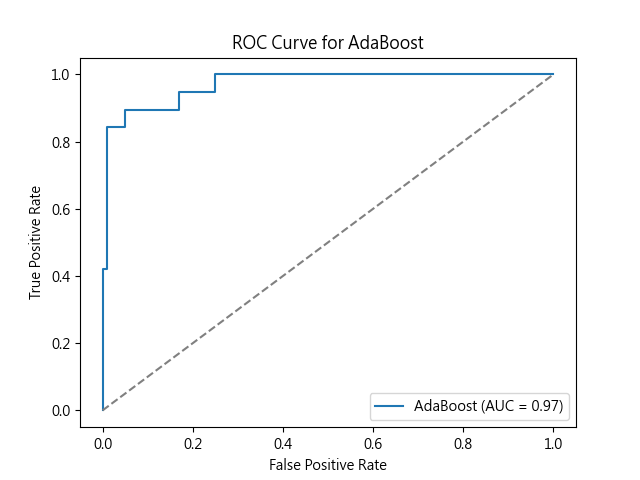 ROC Curve for AdaBoost
True Positive Rate
1.0
0.8
0.6
0.4
0.2
0.0
AdaBoost (AUC = 0.97)
0.0 0.2 0.4 0.6 0.8 1.0
False Positive Rate